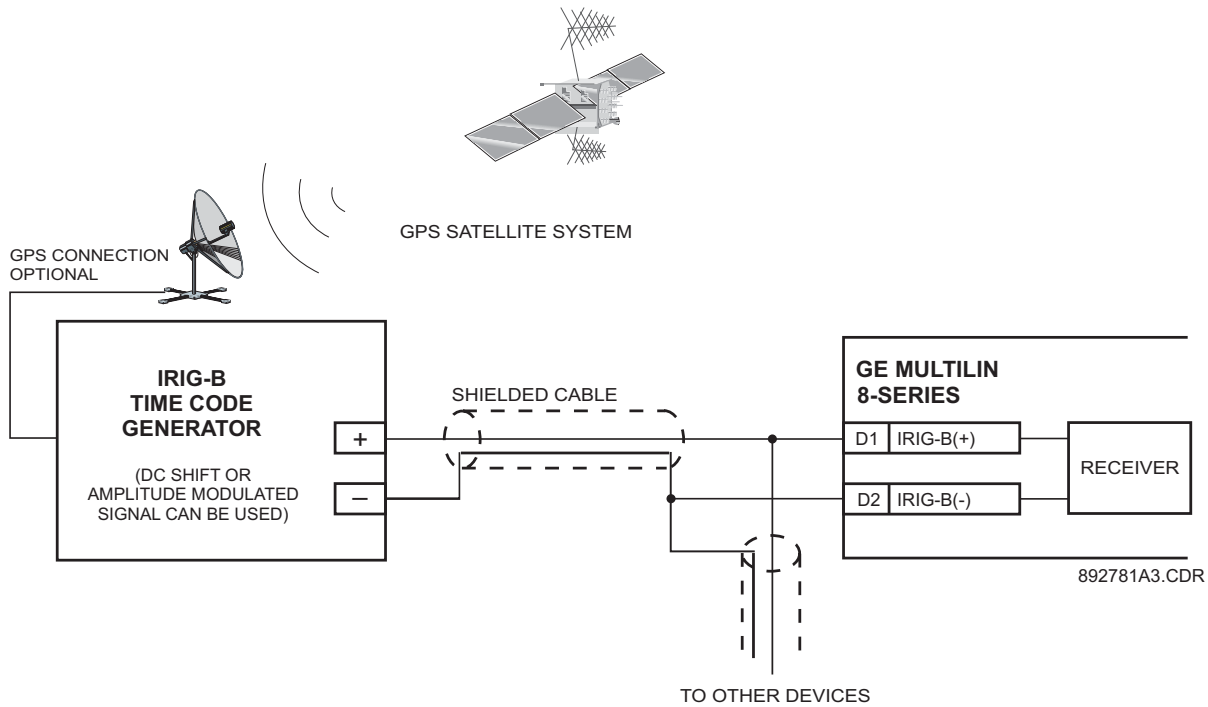 GPS SATELLITE SYSTEM
GPS CONNECTION
OPTIONAL
IRIG-B
TIME CODE
GENERATOR
(DC SHIFT OR
AMPLITUDE MODULATED
SIGNAL CAN BE USED)
+
–
SHIELDED CABLE
GE MULTILIN
8-SERIES
D1 IRIG-B(+)
D2 IRIG-B(-)
RECEIVER
892781A3.CDR
TO OTHER DEVICES